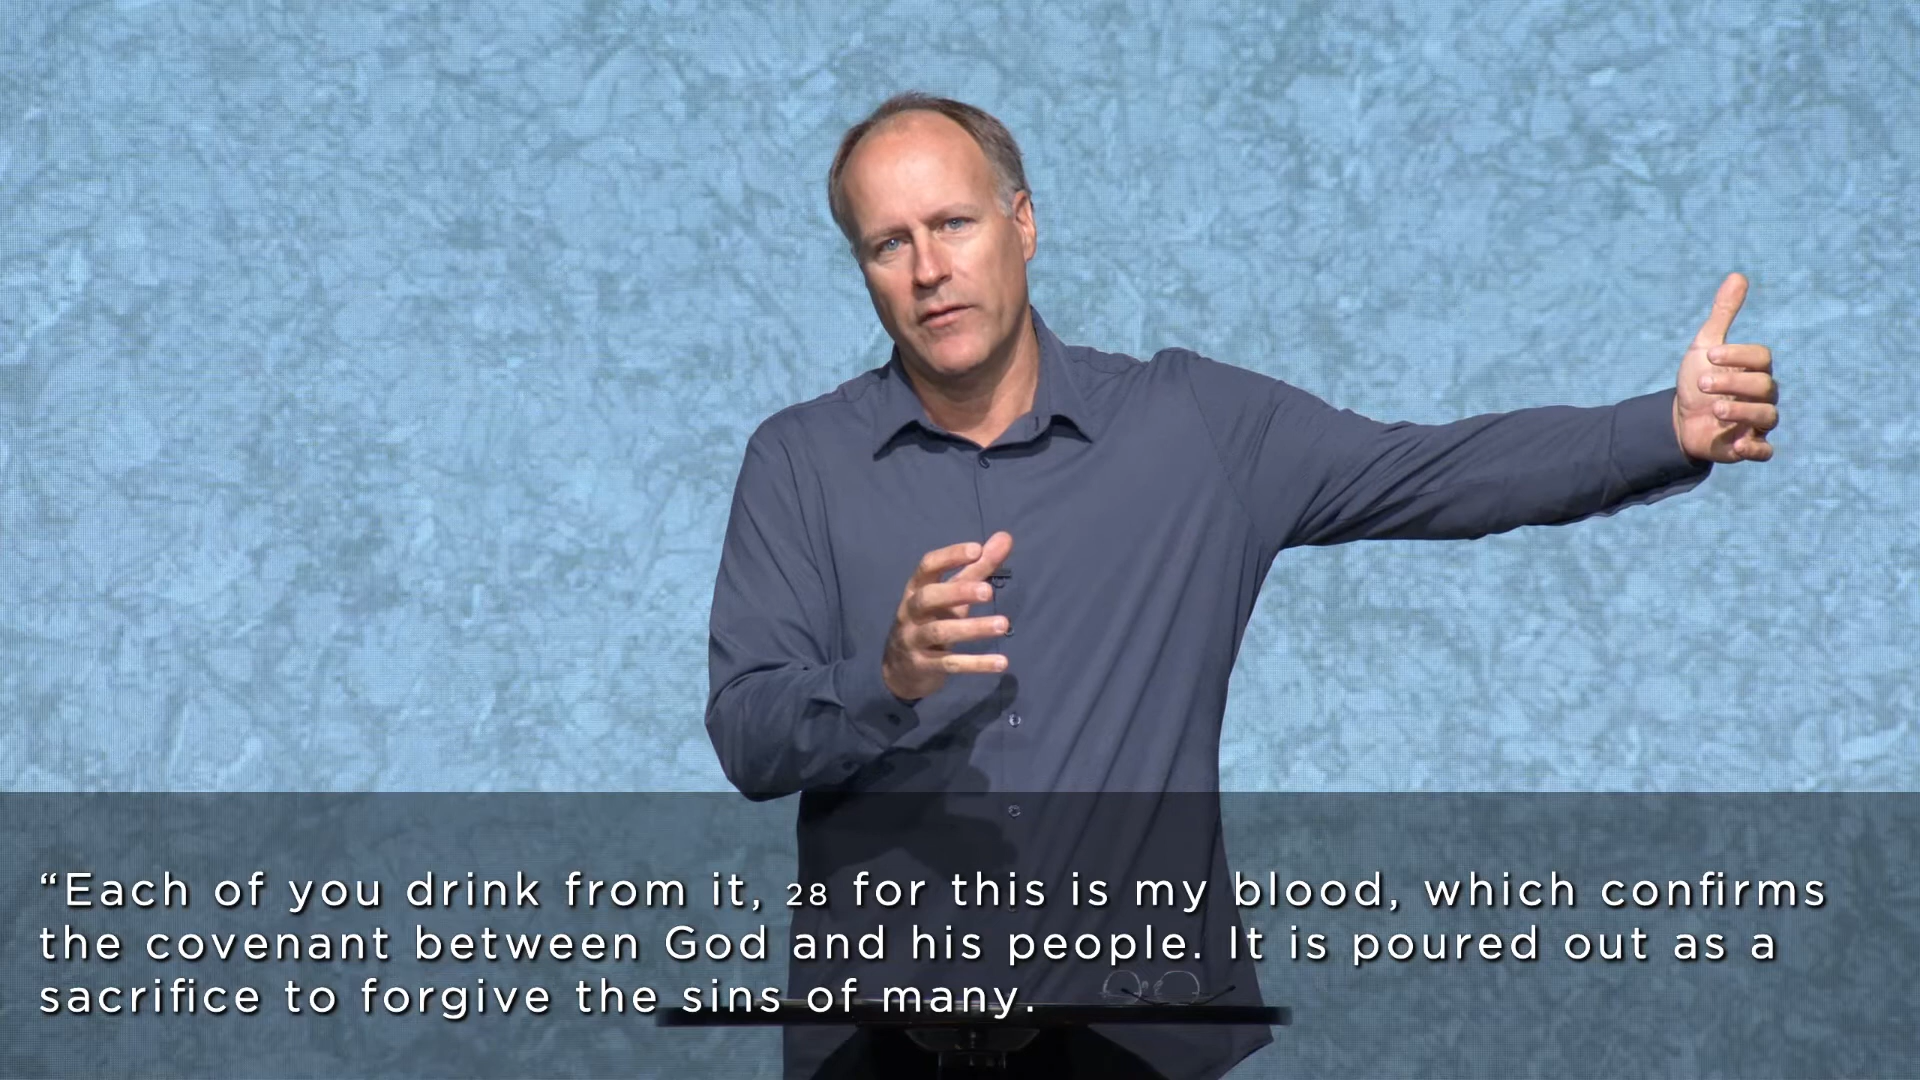 “Each of you drink from it, 28 for this is my blood, which confirms
the covenant between God and his people. It is poured out as a
sacrifice to forgive the sins of many.